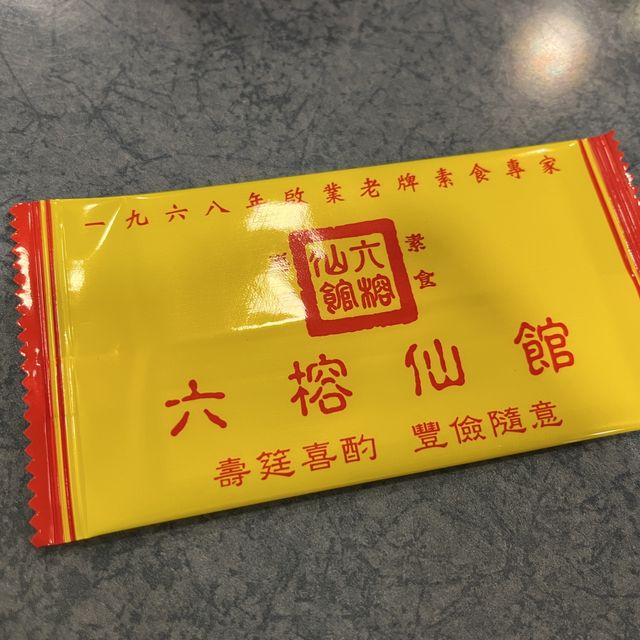 一九六八年啟業老牌素食專家
六榕仙館
素食
六榕仙館
壽筵喜酌 豐儉隨意